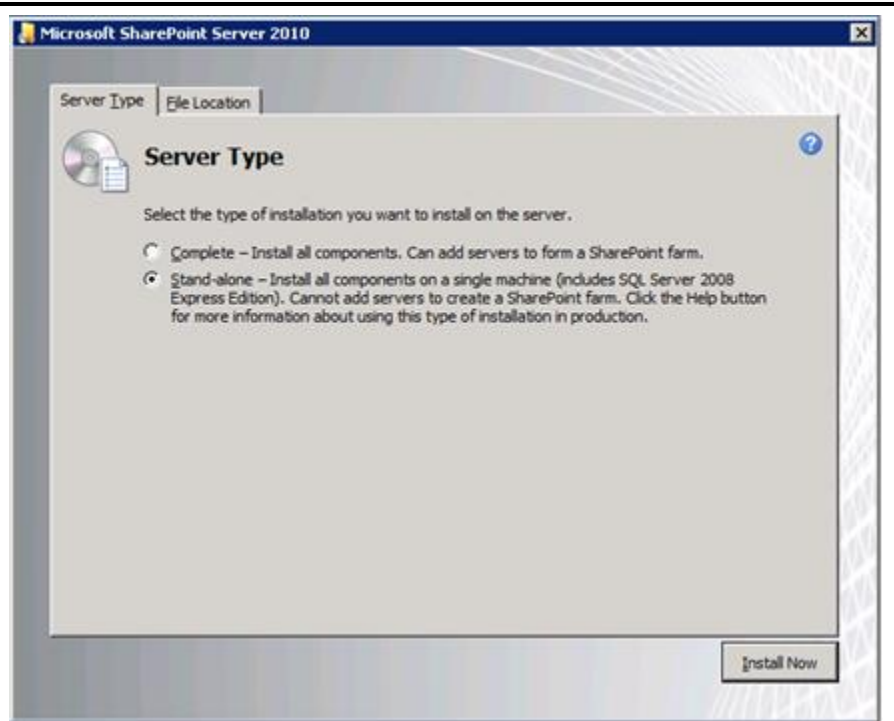 Microsoft SharePoint Server 2010
Server Type
File Location
Server Type
Select the type of installation you want to install on the server.
Complete – Install all components. Can add servers to form a SharePoint farm.
Stand-alone – Install all components on a single machine (includes SQL Server 2008
Express Edition). Cannot add servers to create a SharePoint farm. Click the Help button
for more information about using this type of installation in production.
Install Now